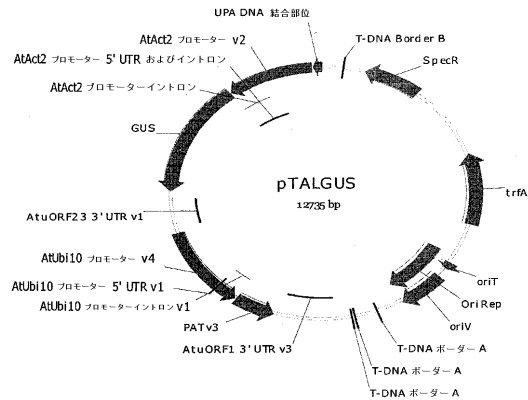 UPA DNA 結合部位
AtAct2 プロモーター v2
AtAct2 プロモーター 5' UTR およびイントロン
AtAct2 プロモーターイントロン
GUS
AtuORF23 3' UTR v1
AtUbi10 プロモーター v4
AtUbi10 プロモーター 5' UTR v1
AtUbi10 プロモーターイントロン v1
PAT v3
AtuORF1 3' UTR v3
pTALGUS
12735 bp
T-DNA Border B
SpecR
trfA
oriT
Ori Rep
oriV
T-DNA ボーダー A
T-DNA ボーダー A
T-DNA ボーダー A